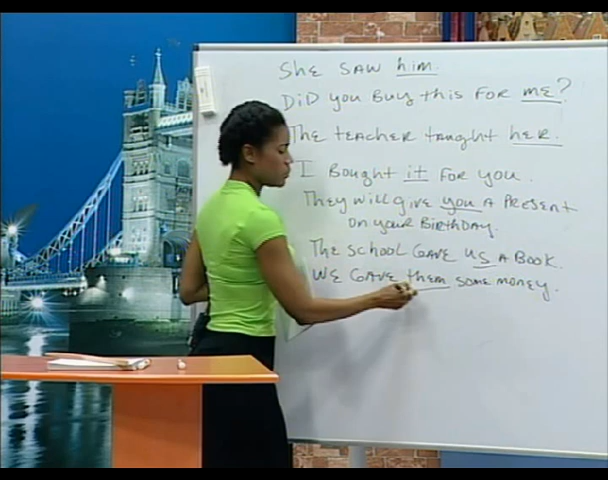 She saw him.
Did you buy this for me?
The teacher taught her.
I bought it for you.
They will give you a present
on your birthday.
The school gave us a book.
We gave them some money.